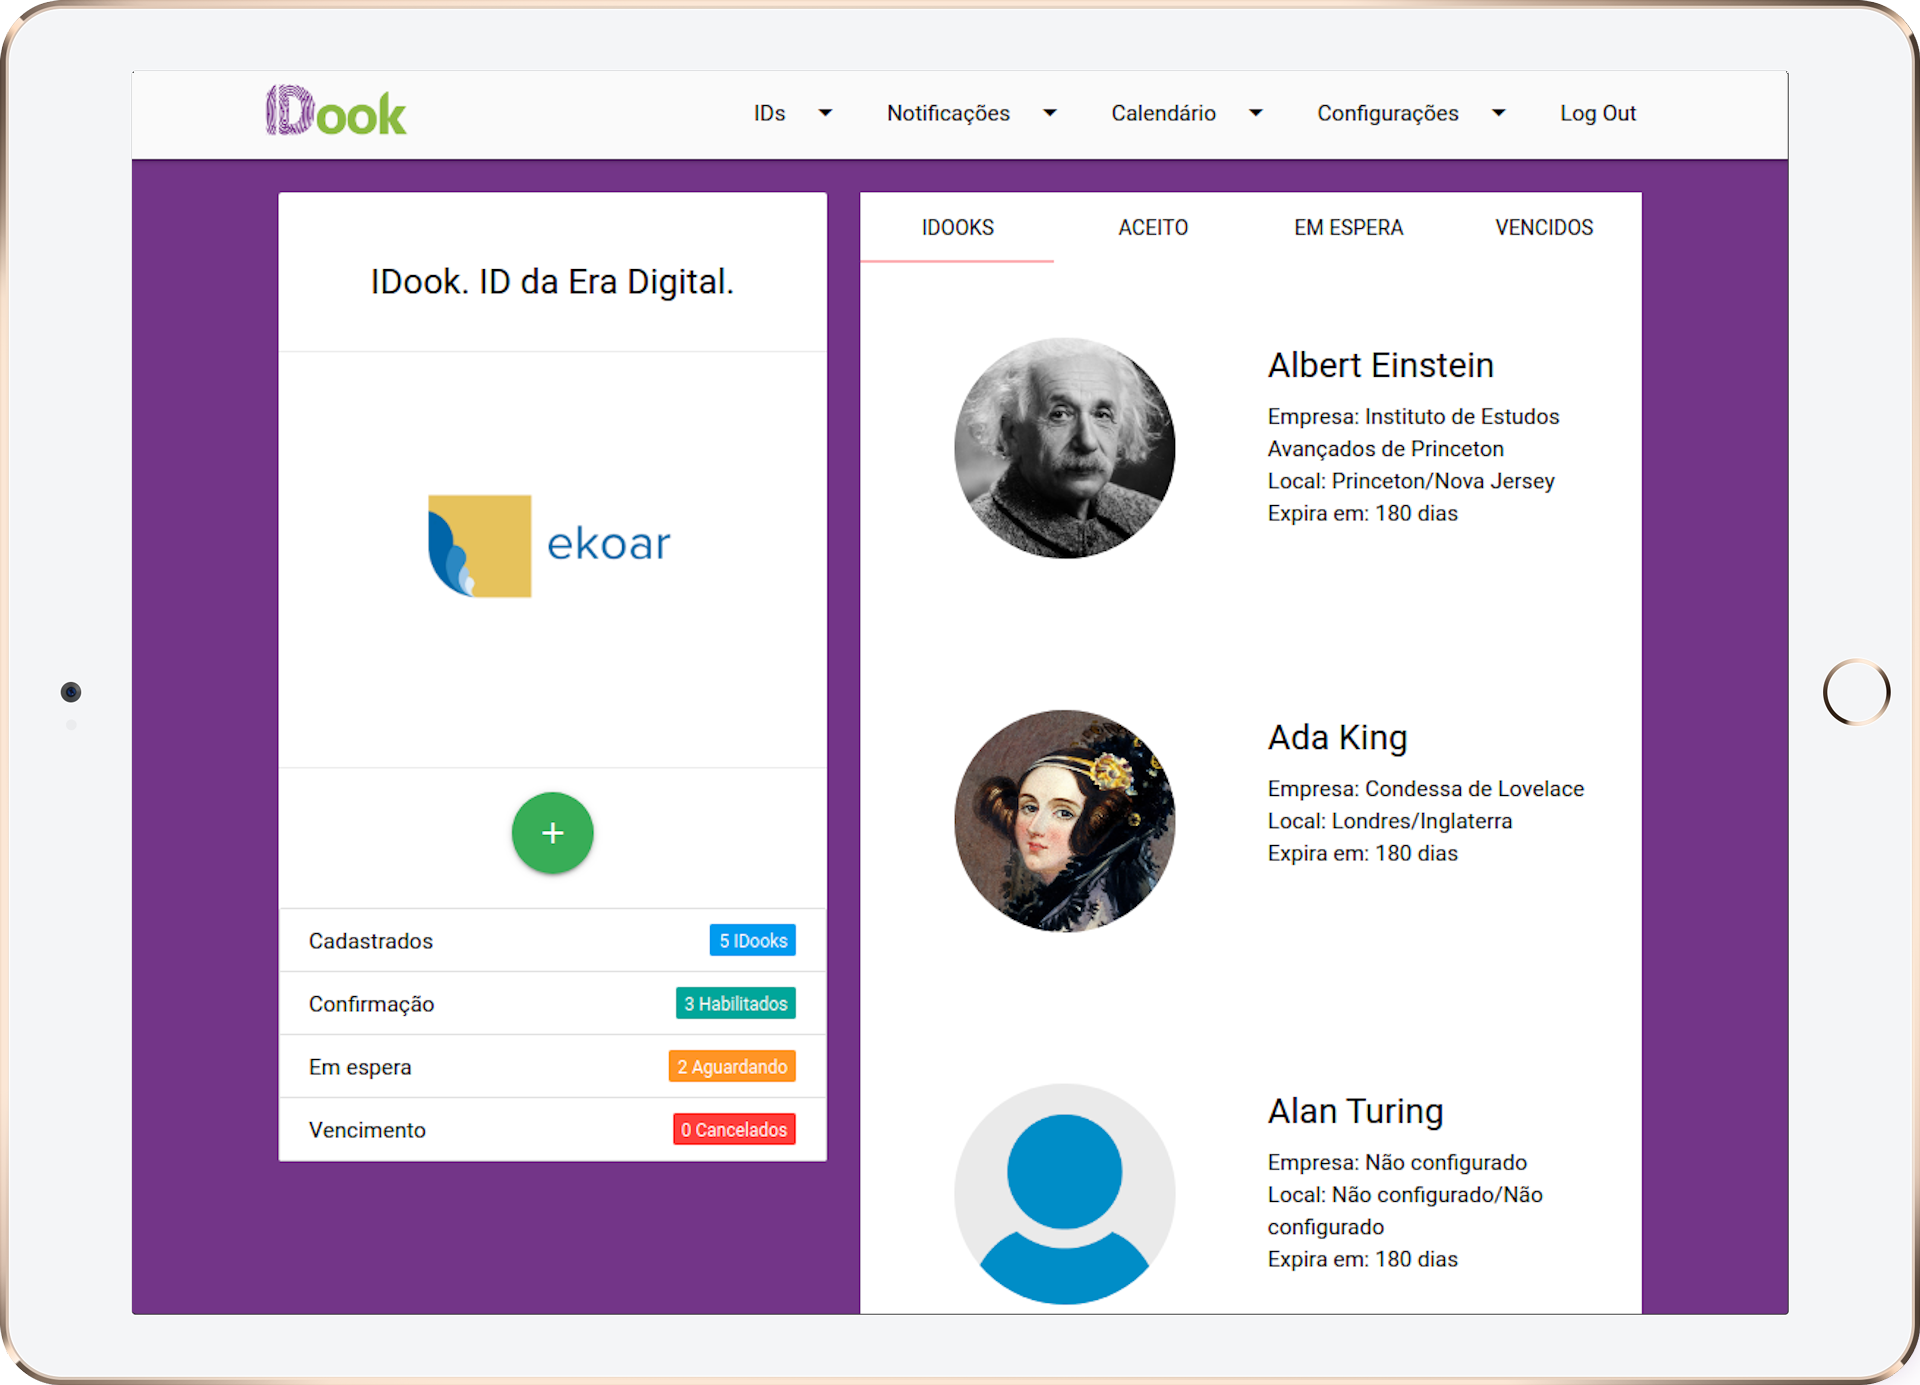 IDook
IDs
Notificações
Calendário
Configurações
Log Out
IDook. ID da Era Digital.
ekoar
+
Cadastrados
5 IDooks
Confirmação
3 Habilitados
Em espera
2 Aguardando
Vencimento
0 Cancelados
IDOOKS
ACEITO
EM ESPERA
VENCIDOS
Albert Einstein
Empresa: Instituto de Estudos
Avançados de Princeton
Local: Princeton/Nova Jersey
Expira em: 180 dias
Ada King
Empresa: Condessa de Lovelace
Local: Londres/Inglaterra
Expira em: 180 dias
Alan Turing
Empresa: Não configurado
Local: Não configurado/Não
configurado
Expira em: 180 dias